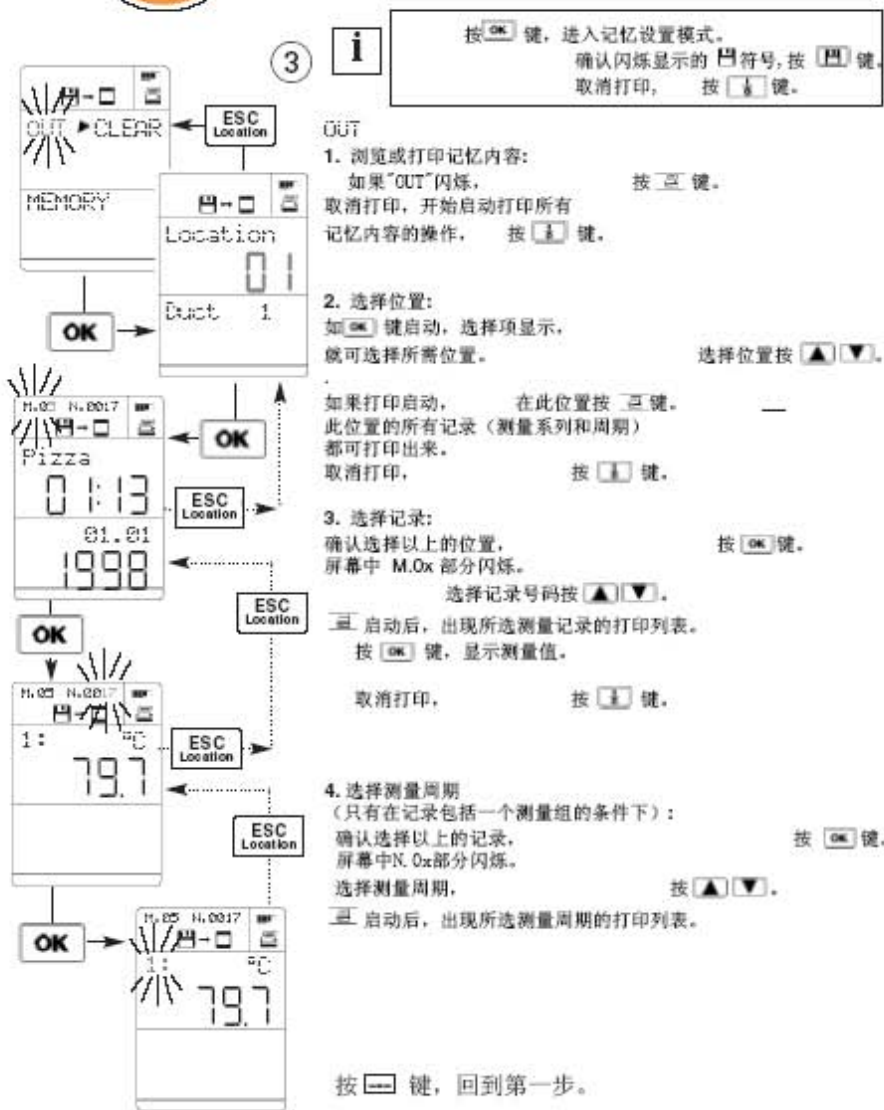 按 OK 键，进入记忆设置模式。
确认闪烁显示的 符号,按 键.
取消打印， 按 键.
i
3
OUT CLEAR
MEMORY
ESC
Location
Location
01
Duct 1
OK
OK
M.05 N.0017
Pizza
01:13
01.01
1998
ESC
Location
ESC
Location
OK
M.05 N.0017
1: °C
79.7
ESC
Location
ESC
Location
OK
M.05 N.0017
1: °C
79.7
OUT
1. 浏览或打印记忆内容:
如果"OUT"闪烁， 按 键.
取消打印，开始启动打印所有
记忆内容的操作， 按 键.
2. 选择位置:
如 OK 键启动，选择项显示，
就可选择所需位置。 选择位置按 ▲ ▼ .
如果打印启动， 在此位置按 键.
此位置的所有记录（测量系列和周期）
都可打印出来。
取消打印， 按 键.
3. 选择记录:
确认选择以上的位置， 按 OK 键.
屏幕中 M.0x 部分闪烁。
选择记录号码按 ▲ ▼ .
启动后，出现所选测量记录的打印列表。
按 OK 键，显示测量值。
取消打印， 按 键.
4. 选择测量周期
（只有在记录包括一个测量组的条件下）:
确认选择以上的记录， 按 OK 键.
屏幕中N.0x部分闪烁。
选择测量周期， 按 ▲ ▼ .
启动后，出现所选测量周期的打印列表。
按 键，回到第一步。